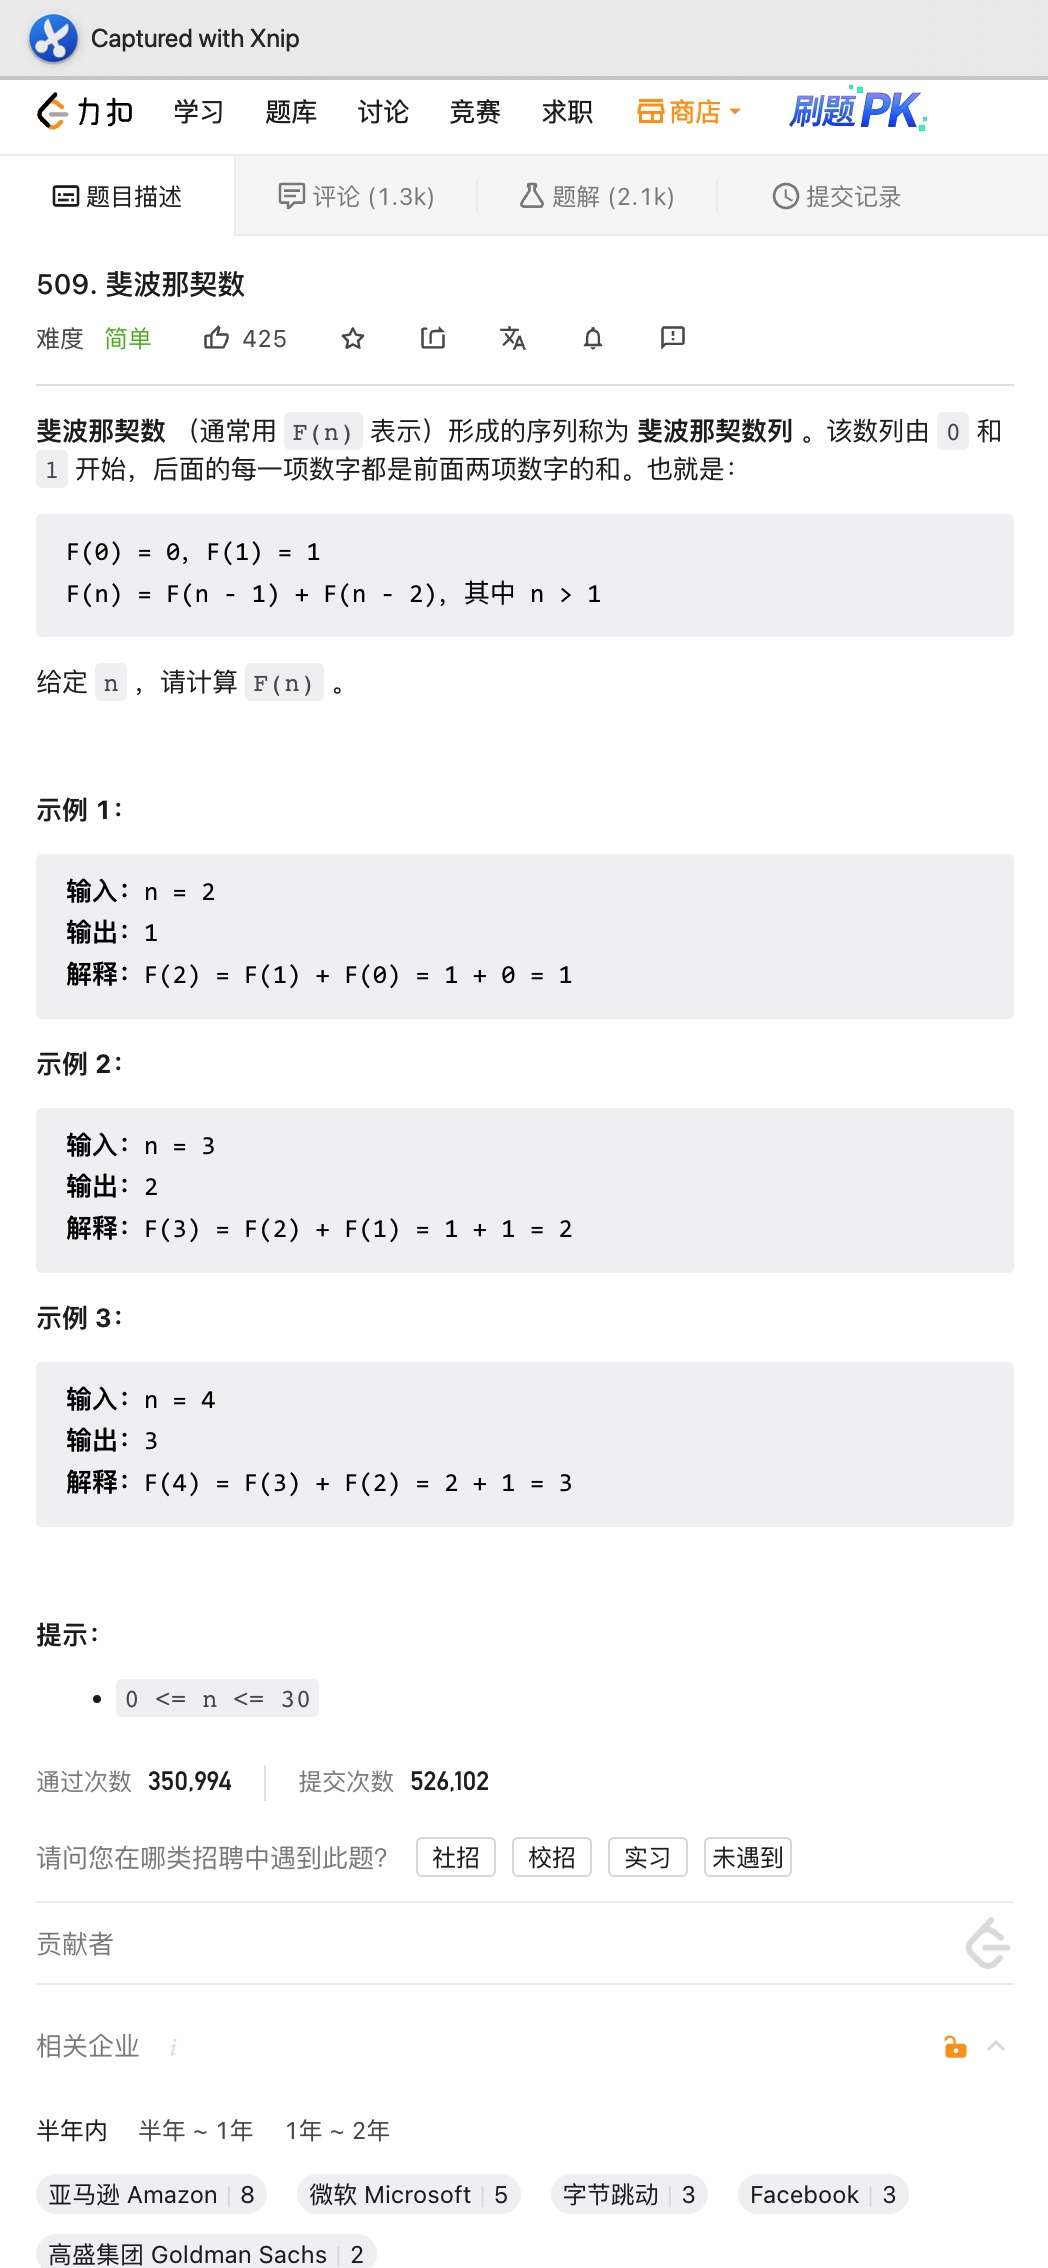 Captured with Xnip
力扣 学习 题库 讨论 竞赛 求职 商店 刷题PK
题目描述 评论 (1.3k) 题解 (2.1k) 提交记录
509. 斐波那契数
难度 简单 425
斐波那契数 （通常用 F(n) 表示）形成的序列称为 斐波那契数列 。该数列由 0 和
1 开始，后面的每一项数字都是前面两项数字的和。也就是：
F(0) = 0，F(1) = 1
F(n) = F(n - 1) + F(n - 2)，其中 n > 1
给定 n ，请计算 F(n) 。
示例 1：
输入：n = 2
输出：1
解释：F(2) = F(1) + F(0) = 1 + 0 = 1
示例 2：
输入：n = 3
输出：2
解释：F(3) = F(2) + F(1) = 1 + 1 = 2
示例 3：
输入：n = 4
输出：3
解释：F(4) = F(3) + F(2) = 2 + 1 = 3
提示：
• 0 <= n <= 30
通过次数 350,994 提交次数 526,102
请问您在哪类招聘中遇到此题? 社招 校招 实习 未遇到
贡献者
相关企业 i
半年内 半年 ~ 1年 1年 ~ 2年
亚马逊 Amazon | 8 微软 Microsoft | 5 字节跳动 | 3 Facebook | 3
高盛集团 Goldman Sachs | 2